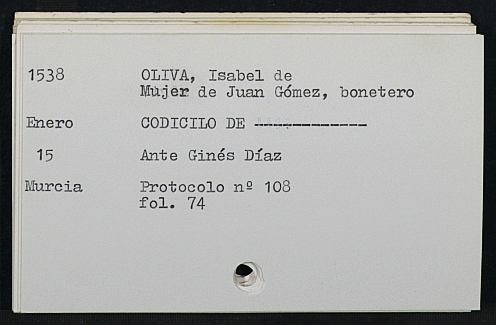 1538 OLIVA, Isabel de
Mujer de Juan Gómez, bonetero
Enero CODICILO DE -------------
15 Ante Ginés Díaz
Murcia Protocolo nº 108
fol. 74